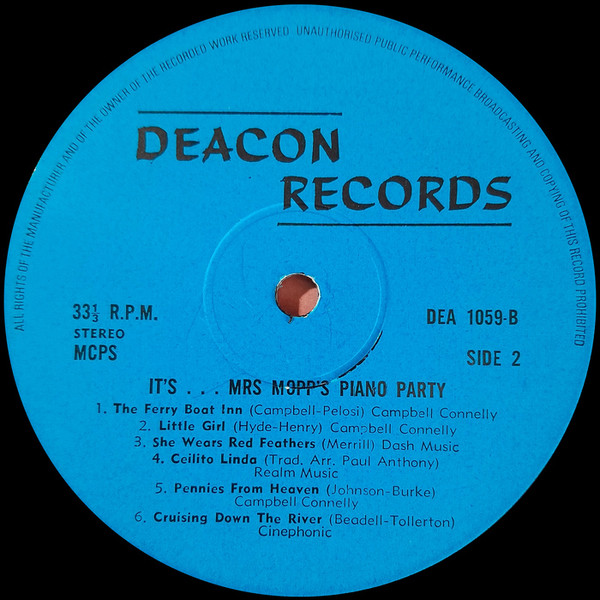 ALL RIGHTS OF THE MANUFACTURER AND OF THE OWNER OF THE RECORDED WORK RESERVED UNAUTHORISED PUBLIC PERFORMANCE BROADCASTING AND COPYING OF THIS RECORD PROHIBITED
DEACON
RECORDS
33⅓ R.P.M.
STEREO
MCPS
DEA 1059-B
SIDE 2
IT'S . . . MRS MOPP'S PIANO PARTY
1. The Ferry Boat Inn (Campbell-Pelosi) Campbell Connelly
2. Little Girl (Hyde-Henry) Campbell Connelly
3. She Wears Red Feathers (Merrill) Dash Music
4. Ceilito Linda (Trad. Arr. Paul Anthony)
Realm Music
5. Pennies From Heaven (Johnson-Burke)
Campbell Connelly
6. Cruising Down The River (Beadell-Tollerton)
Cinephonic